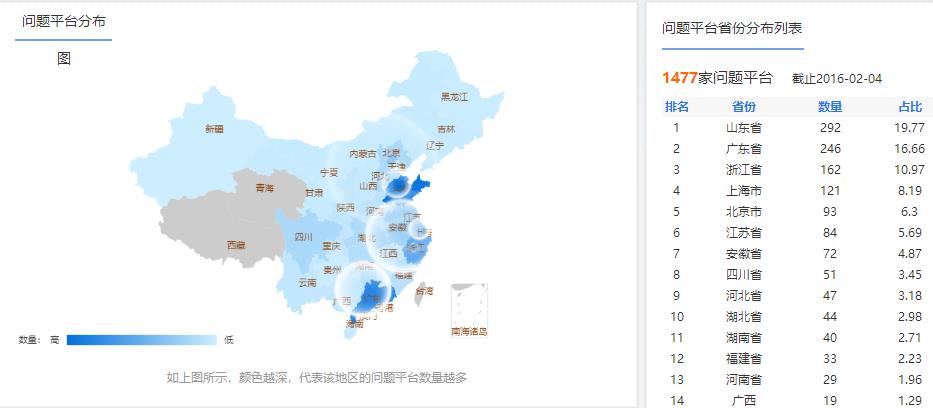 问题平台分布
图
黑龙江
吉林
辽宁
新疆
内蒙古
北京
天津
河北
宁夏
山西
青海
甘肃
陕西
河南
江苏
安徽
上海
四川
重庆
湖北
浙江
西藏
江西
贵州
湖南
福建
云南
广西
广东
台湾
香港
澳门
海南
南海诸岛
数量： 高
低
如上图所示，颜色越深，代表该地区的问题平台数量越多
问题平台省份分布列表
1477家问题平台 截止2016-02-04
排名 省份 数量 占比
1 山东省 292 19.77
2 广东省 246 16.66
3 浙江省 162 10.97
4 上海市 121 8.19
5 北京市 93 6.3
6 江苏省 84 5.69
7 安徽省 72 4.87
8 四川省 51 3.45
9 河北省 47 3.18
10 湖北省 44 2.98
11 湖南省 40 2.71
12 福建省 33 2.23
13 河南省 29 1.96
14 广西 19 1.29